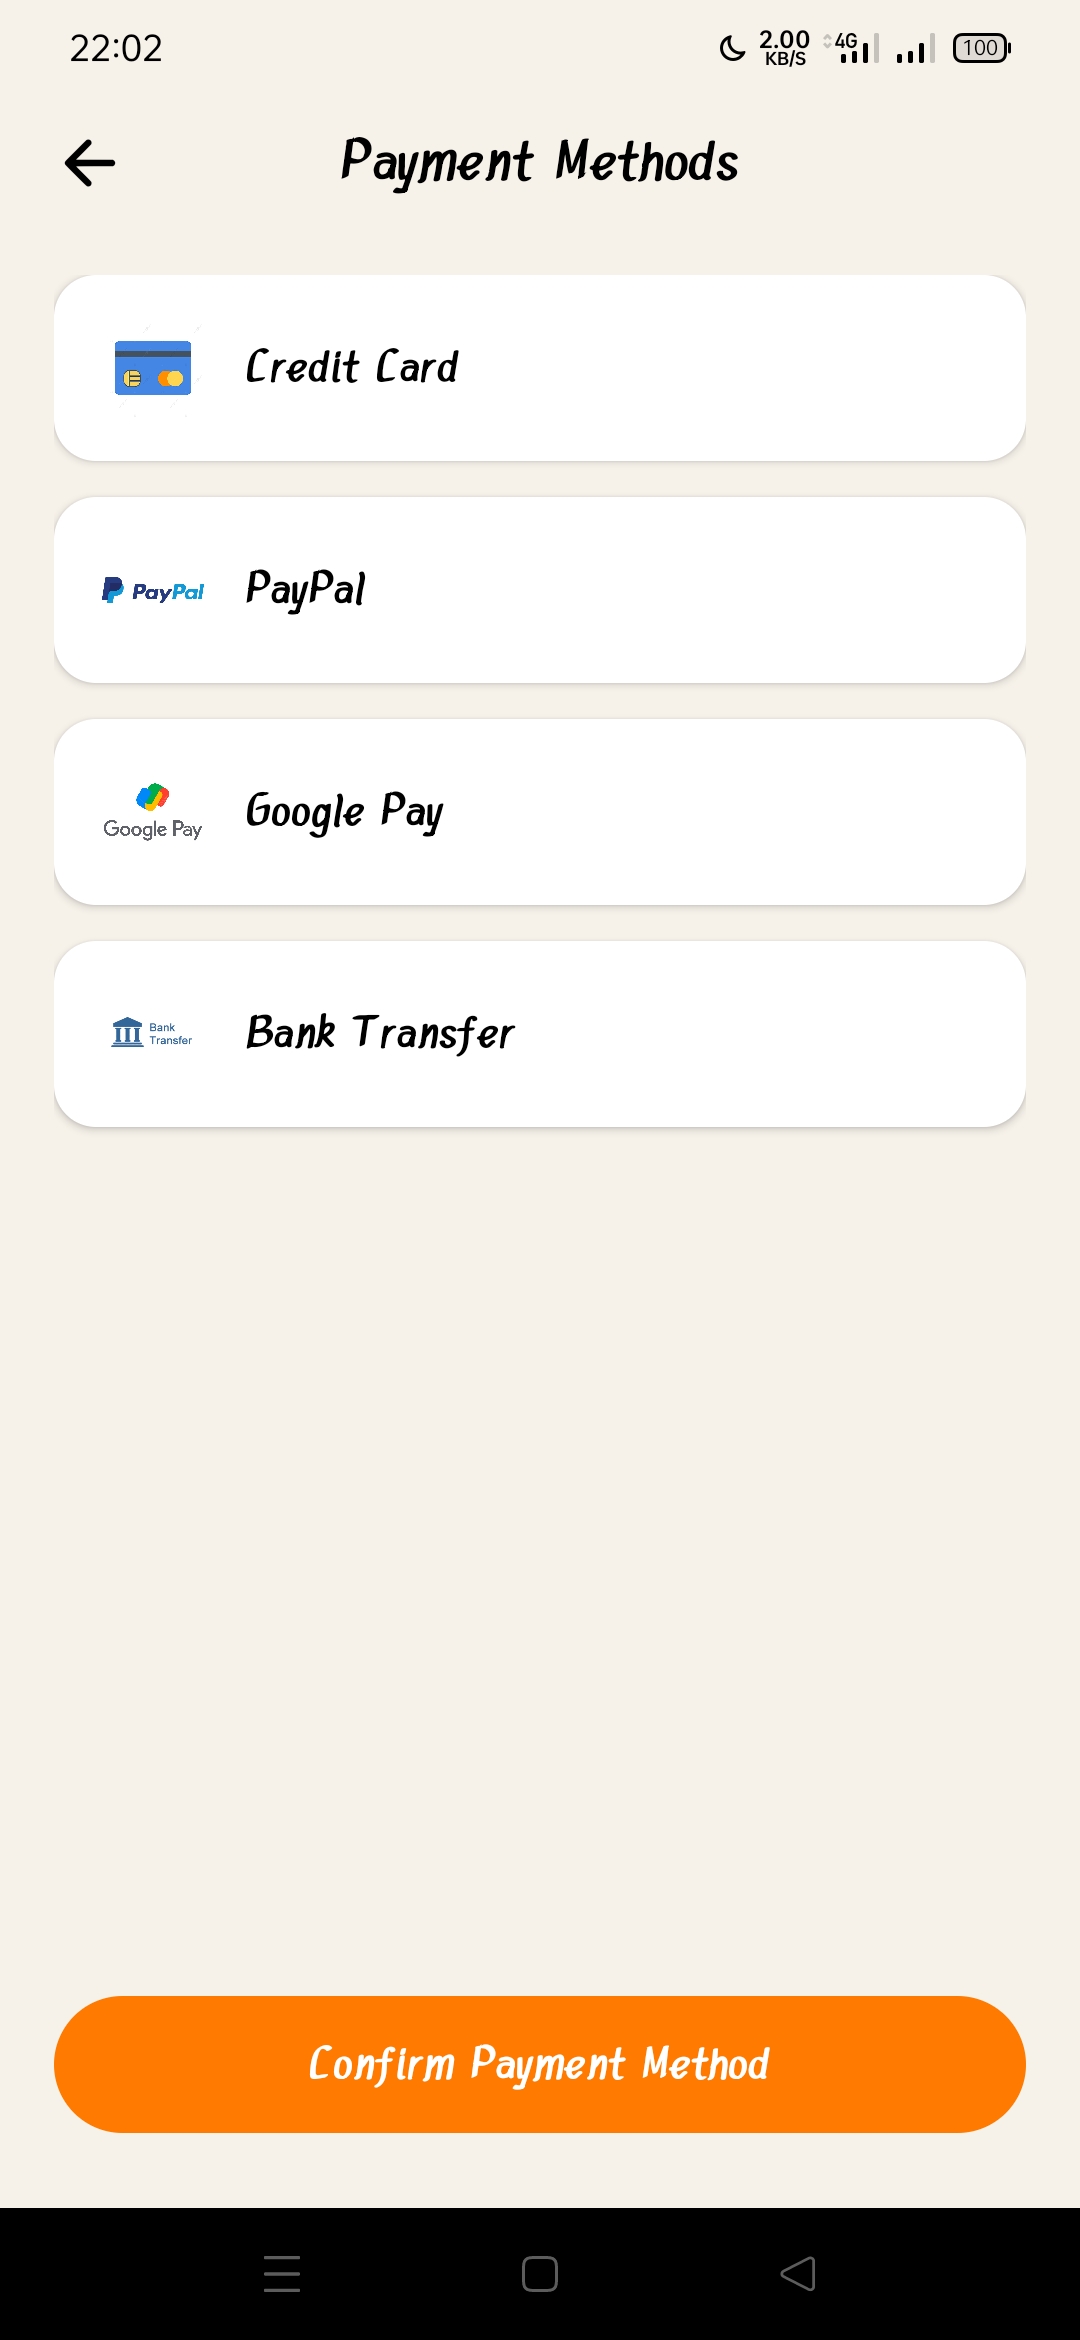 22:02
2.00
KB/S
4G
100
Payment Methods
Credit Card
PayPal
PayPal
Google Pay
Google Pay
Bank
Transfer
Bank Transfer
Confirm Payment Method